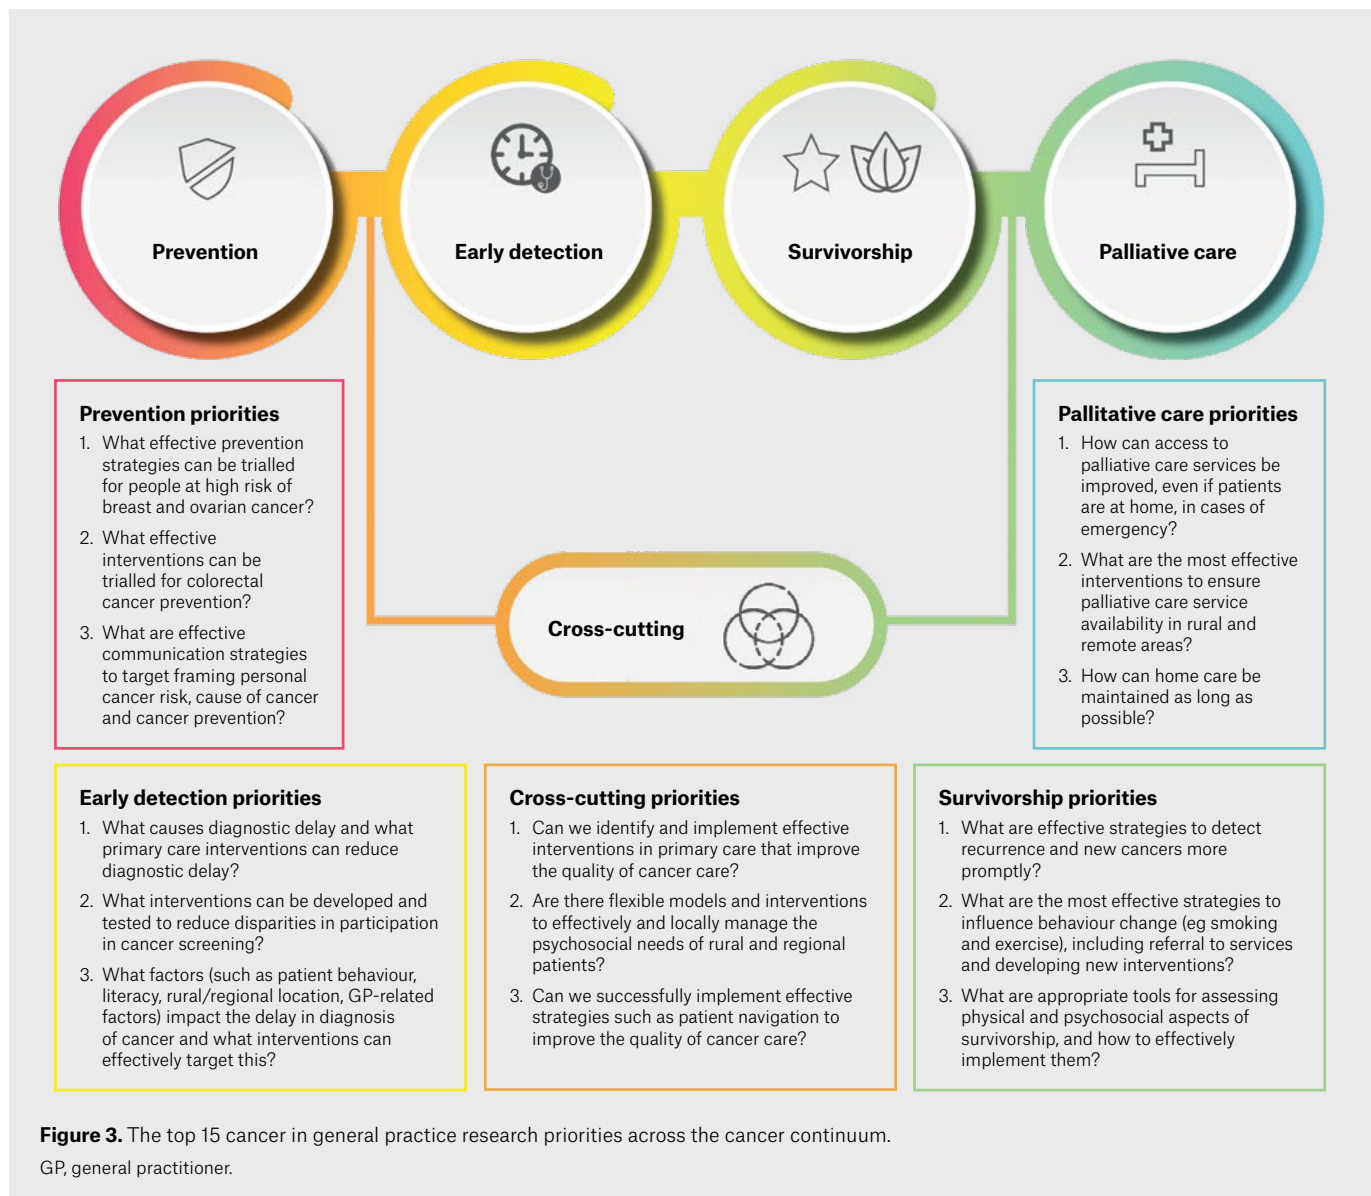 Prevention
Early detection
Survivorship
Palliative care
Cross-cutting
Prevention priorities
1. What effective prevention
strategies can be trialled
for people at high risk of
breast and ovarian cancer?
2. What effective
interventions can be
trialled for colorectal
cancer prevention?
3. What are effective
communication strategies
to target framing personal
cancer risk, cause of cancer
and cancer prevention?
Pallitative care priorities
1. How can access to
palliative care services be
improved, even if patients
are at home, in cases of
emergency?
2. What are the most effective
interventions to ensure
palliative care service
availability in rural and
remote areas?
3. How can home care be
maintained as long as
possible?
Early detection priorities
1. What causes diagnostic delay and what
primary care interventions can reduce
diagnostic delay?
2. What interventions can be developed and
tested to reduce disparities in participation
in cancer screening?
3. What factors (such as patient behaviour,
literacy, rural/regional location, GP-related
factors) impact the delay in diagnosis
of cancer and what interventions can
effectively target this?
Cross-cutting priorities
1. Can we identify and implement effective
interventions in primary care that improve
the quality of cancer care?
2. Are there flexible models and interventions
to effectively and locally manage the
psychosocial needs of rural and regional
patients?
3. Can we successfully implement effective
strategies such as patient navigation to
improve the quality of cancer care?
Survivorship priorities
1. What are effective strategies to detect
recurrence and new cancers more
promptly?
2. What are the most effective strategies to
influence behaviour change (eg smoking
and exercise), including referral to services
and developing new interventions?
3. What are appropriate tools for assessing
physical and psychosocial aspects of
survivorship, and how to effectively
implement them?
Figure 3. The top 15 cancer in general practice research priorities across the cancer continuum.
GP, general practitioner.